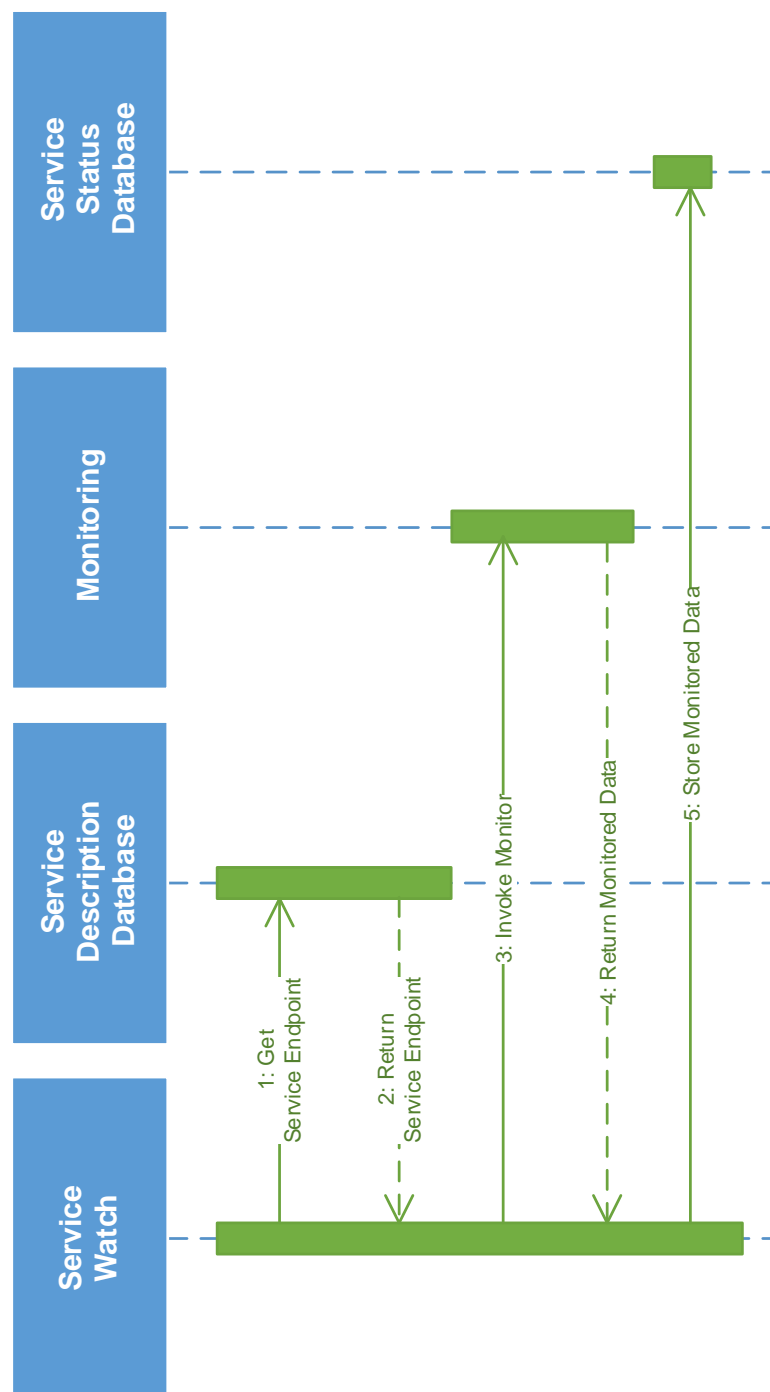 Service
Watch
Service
Description
Database
Monitoring
Service
Status
Database
1: Get
Service Endpoint
2: Return
Service Endpoint
3: Invoke Monitor
4: Return Monitored Data
5: Store Monitored Data